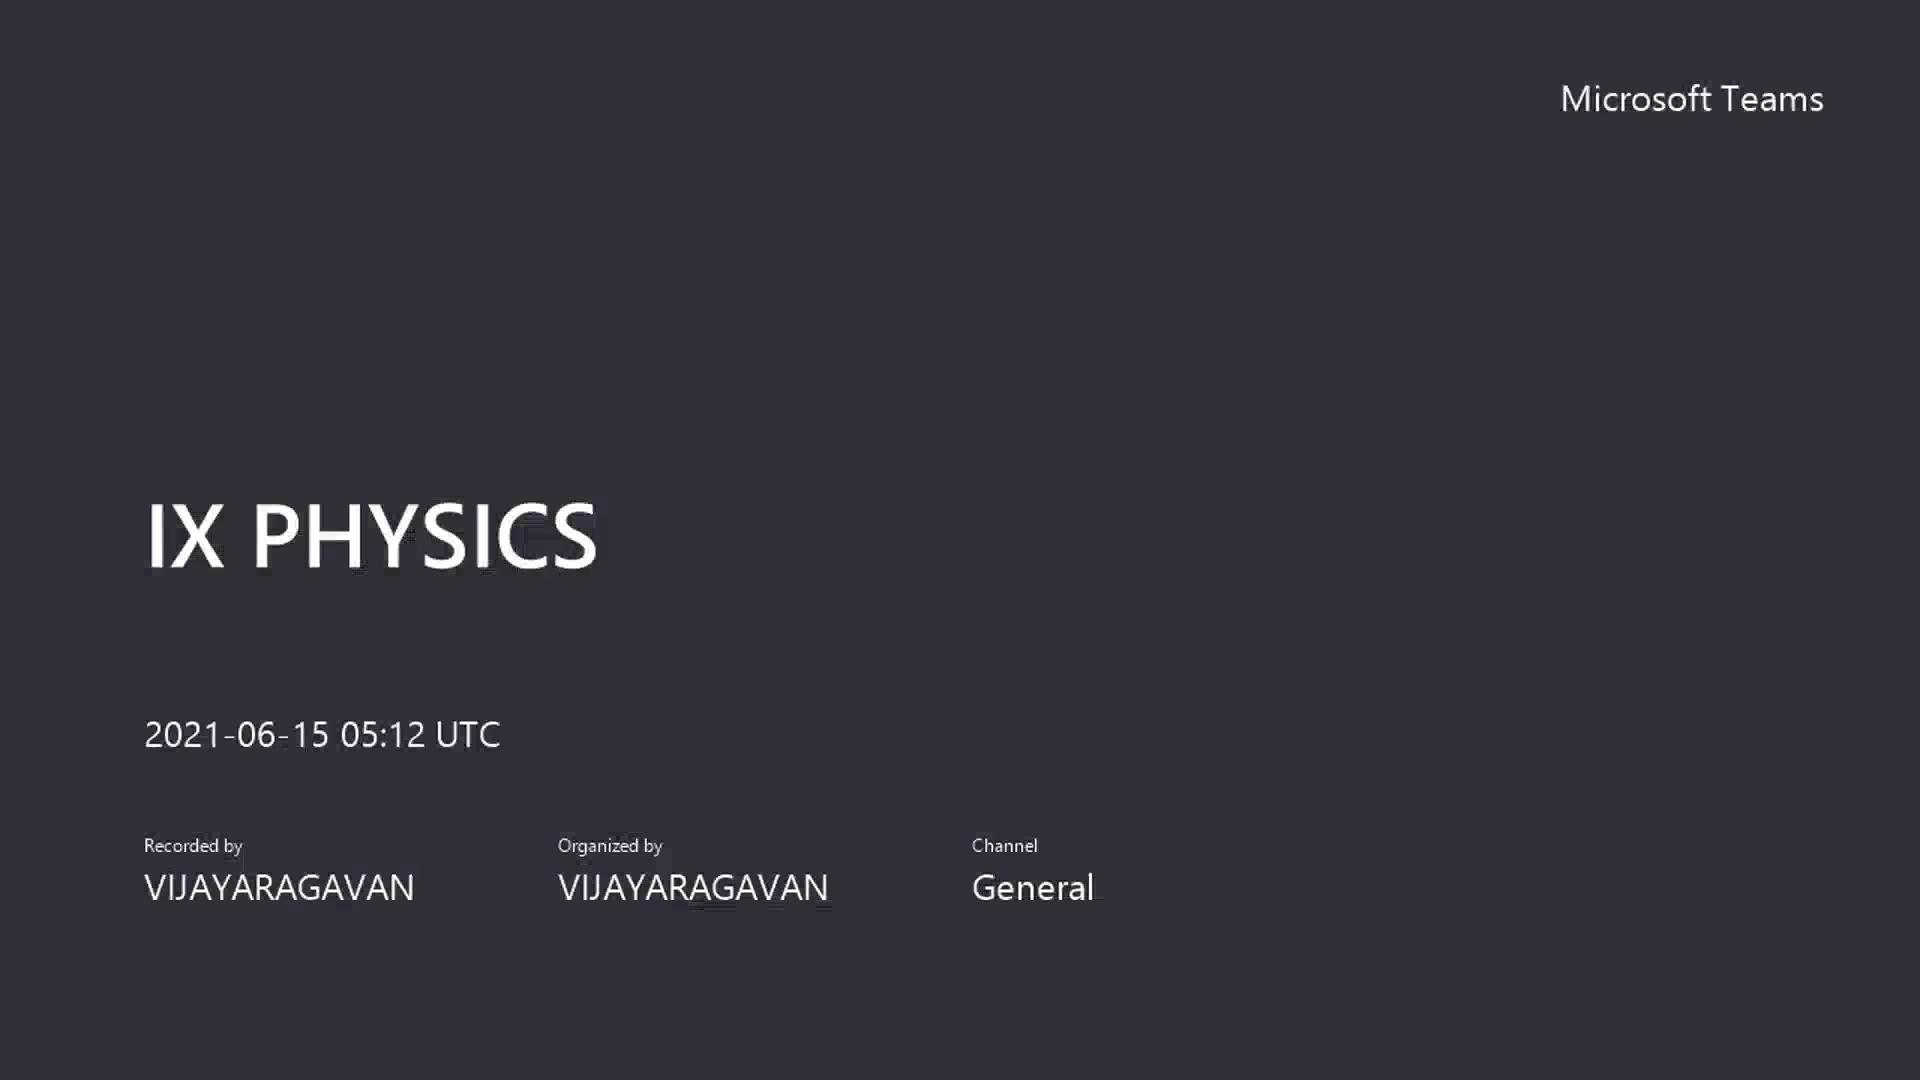 Microsoft Teams
IX PHYSICS
2021-06-15 05:12 UTC
Recorded by
VIJAYARAGAVAN
Organized by
VIJAYARAGAVAN
Channel
General